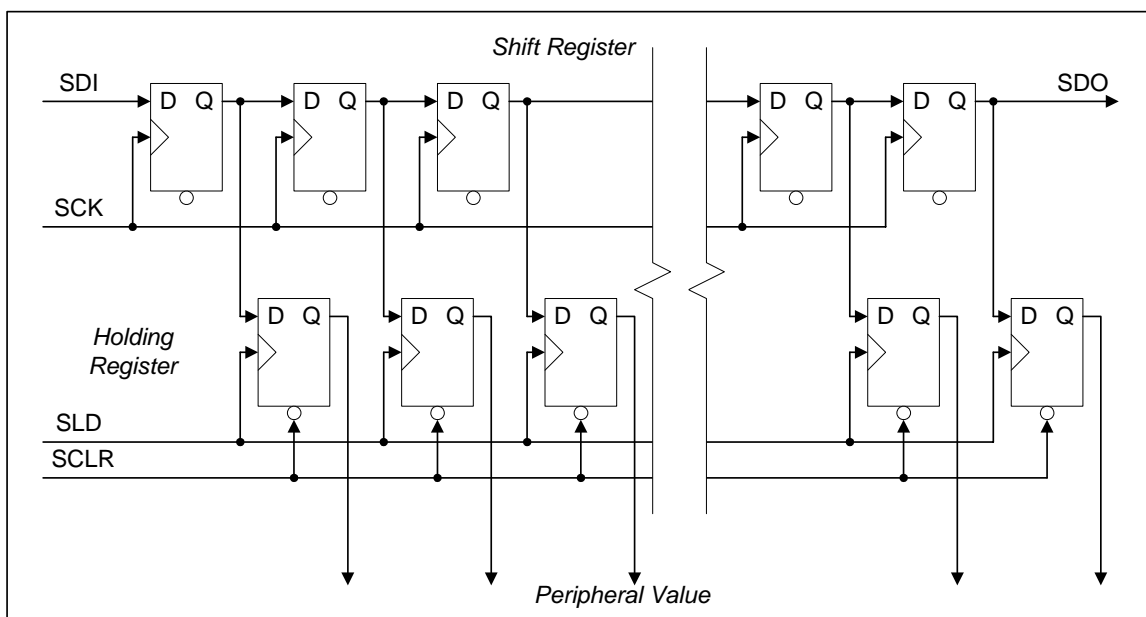 Shift Register
SDI
D Q
D Q
D Q
D Q
D Q
SDO
SCK
Holding
Register
D Q
D Q
D Q
D Q
D Q
SLD
SCLR
Peripheral Value